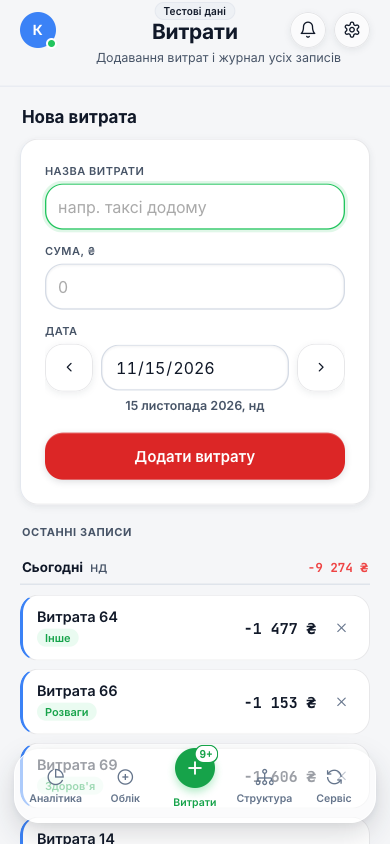 Тестові дані
К
Витрати
Додавання витрат і журнал усіх записів
Нова витрата
НАЗВА ВИТРАТИ
напр. таксі додому
СУМА, ₴
0
ДАТА
11/15/2026
15 листопада 2026, нд
Додати витрату
ОСТАННІ ЗАПИСИ
Сьогодні нд -9 274 ₴
Витрата 64
-1 477 ₴ ×
Інше
Витрата 66
-1 153 ₴ ×
Розваги
Витрата 69
-1 606 ₴ ×
Здоров'я
9+
Аналітика Облік Витрати Структура Сервіс
Витрата 14